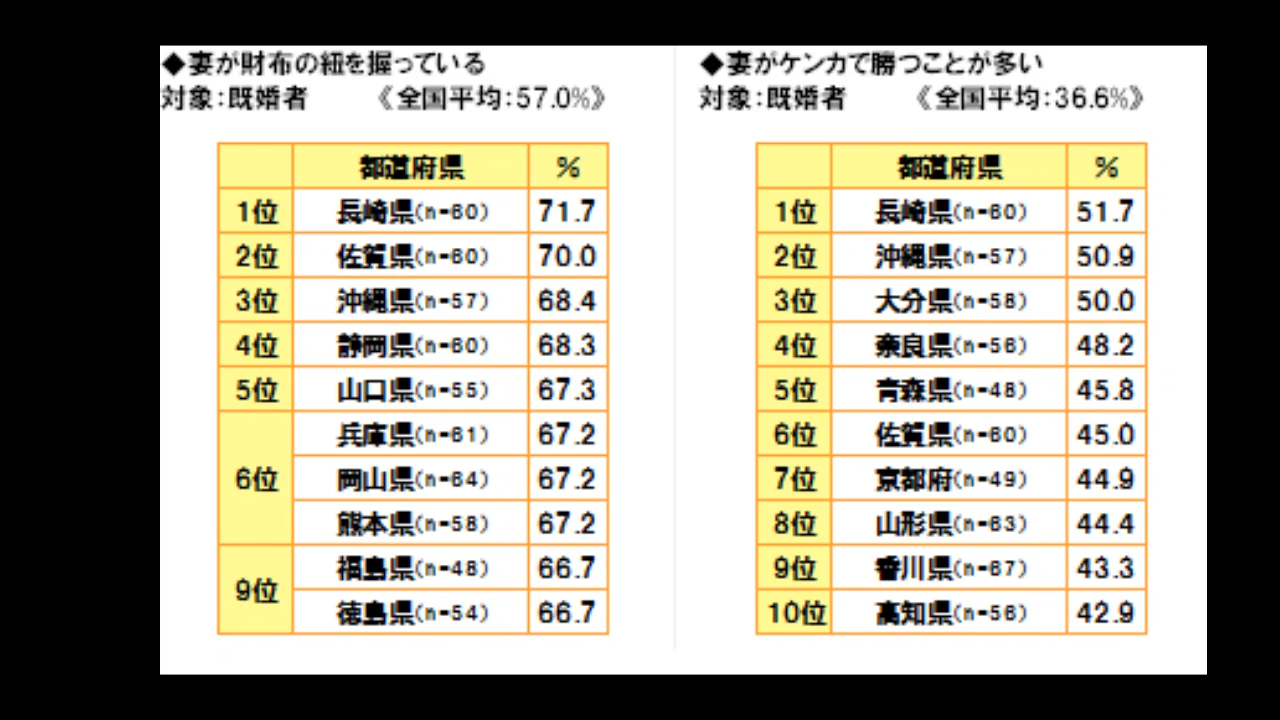 ◆妻が財布の紐を握っている
対象:既婚者 《全国平均:57.0%》
都道府県 %
1位 長崎県(n=60) 71.7
2位 佐賀県(n=60) 70.0
3位 沖縄県(n=57) 68.4
4位 静岡県(n=60) 68.3
5位 山口県(n=55) 67.3
6位 兵庫県(n=61) 67.2
岡山県(n=64) 67.2
熊本県(n=58) 67.2
9位 福島県(n=48) 66.7
徳島県(n=54) 66.7
◆妻がケンカで勝つことが多い
対象:既婚者 《全国平均:36.6%》
都道府県 %
1位 長崎県(n=60) 51.7
2位 沖縄県(n=57) 50.9
3位 大分県(n=58) 50.0
4位 奈良県(n=56) 48.2
5位 青森県(n=48) 45.8
6位 佐賀県(n=60) 45.0
7位 京都府(n=49) 44.9
8位 山形県(n=63) 44.4
9位 香川県(n=67) 43.3
10位 高知県(n=56) 42.9